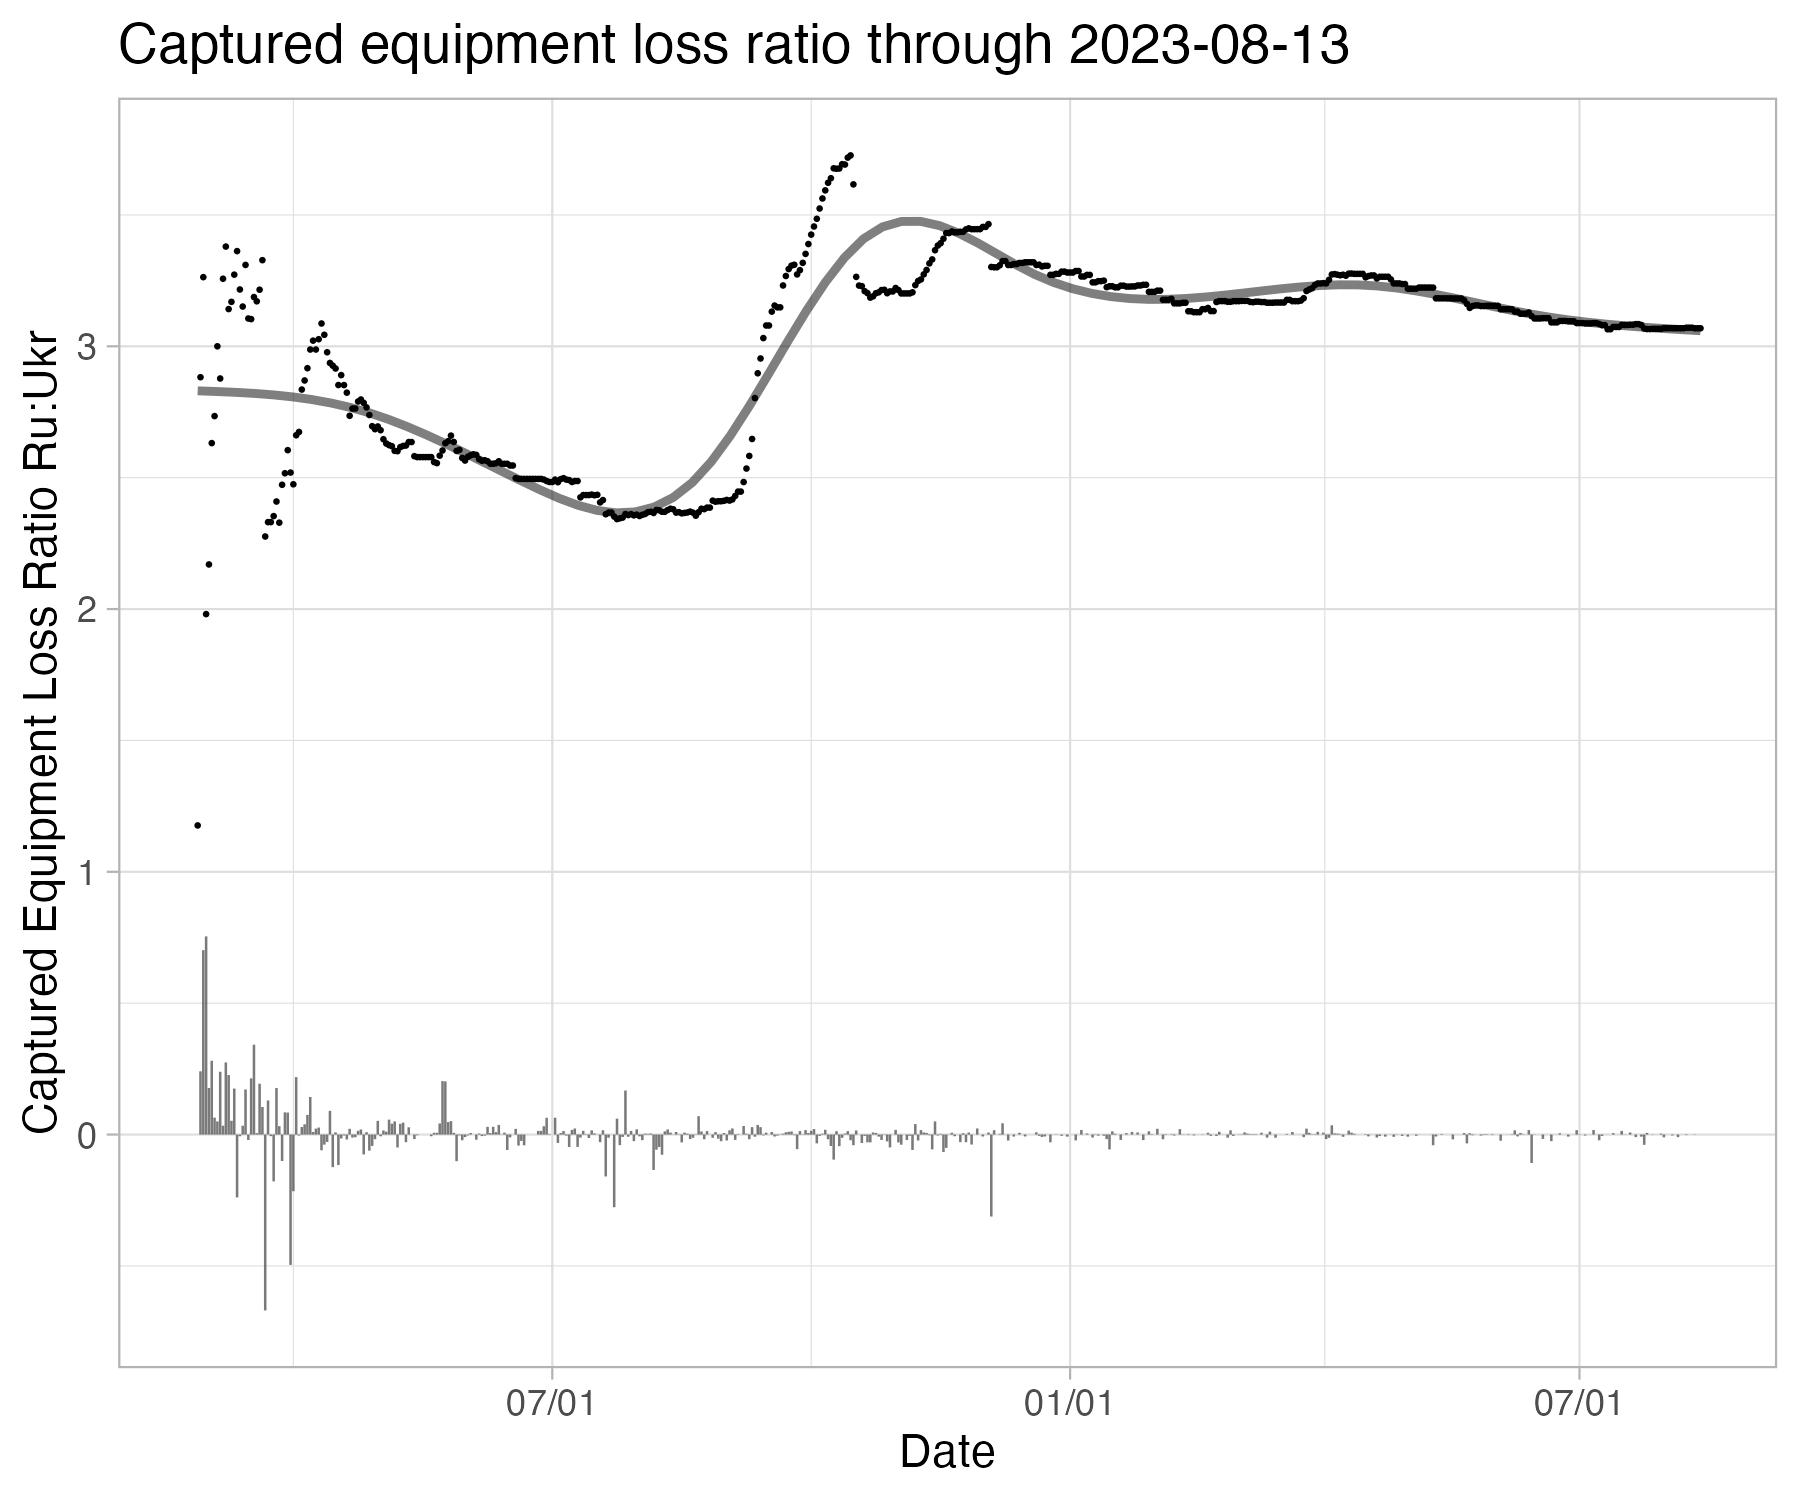 Captured equipment loss ratio through 2023-08-13
Captured Equipment Loss Ratio Ru:Ukr
3
2
1
0
07/01
01/01
07/01
Date